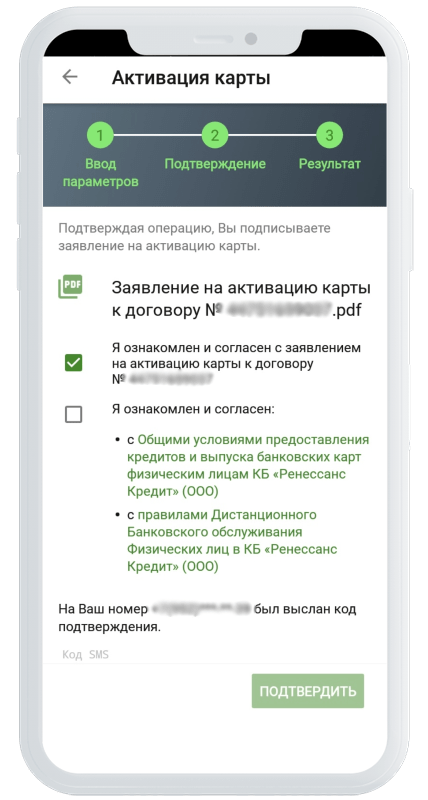 Активация карты
1
2
3
Ввод
параметров
Подтверждение
Результат
Подтверждая операцию, Вы подписываете
заявление на активацию карты.
PDF
Заявление на активацию карты
к договору № .pdf
Я ознакомлен и согласен с заявлением
на активацию карты к договору
№
Я ознакомлен и согласен:
• с Общими условиями предоставления
кредитов и выпуска банковских карт
физическим лицам КБ «Ренессанс
Кредит» (ООО)
• с правилами Дистанционного
Банковского обслуживания
Физических лиц в КБ «Ренессанс
Кредит» (ООО)
На Ваш номер был выслан код
подтверждения.
Код SMS
ПОДТВЕРДИТЬ